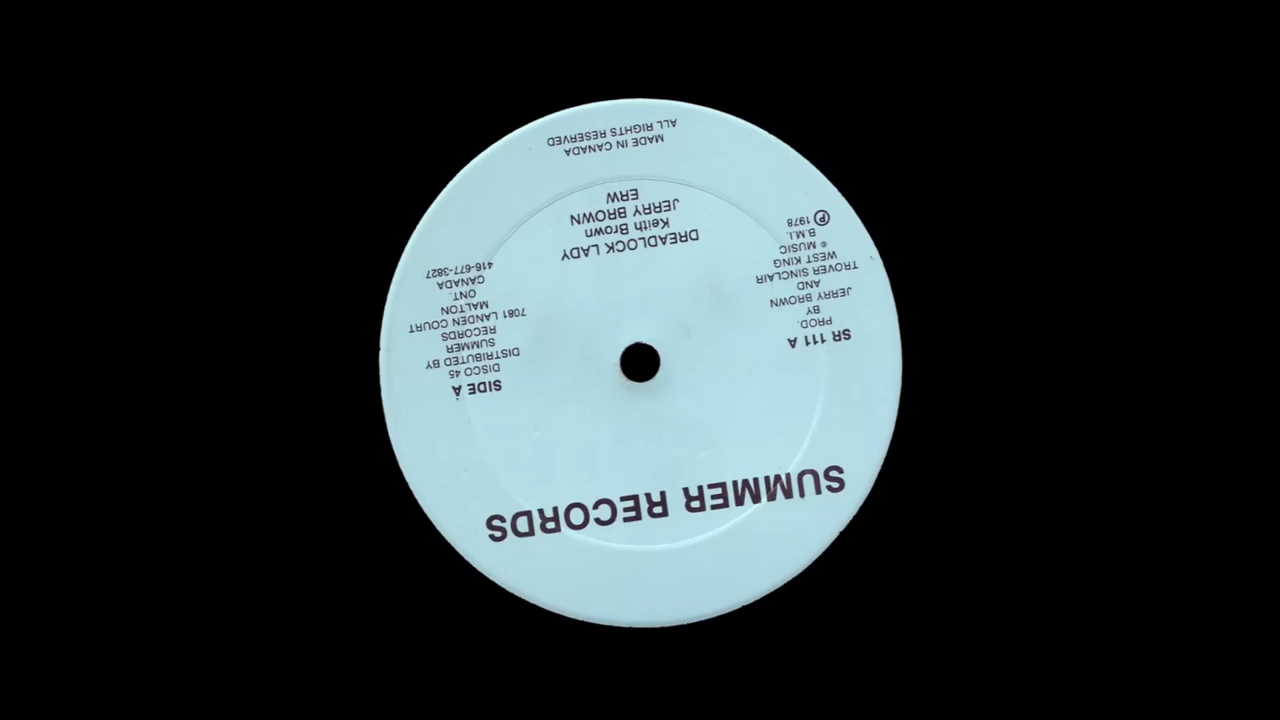 SUMMER RECORDS
SR 111 A
PROD.
BY
JERRY BROWN
AND
TROVER SINCLAIR
WEST KING
® MUSIC
B.M.I.
Ⓟ 1978
SIDE A
DISCO 45
DISTRIBUTED BY
SUMMER
RECORDS
7081 LANDEN COURT
MALTON
ONT.
CANADA
416-677-3827
DREADLOCK LADY
Keith Brown
JERRY BROWN
ERW
MADE IN CANADA
ALL RIGHTS RESERVED